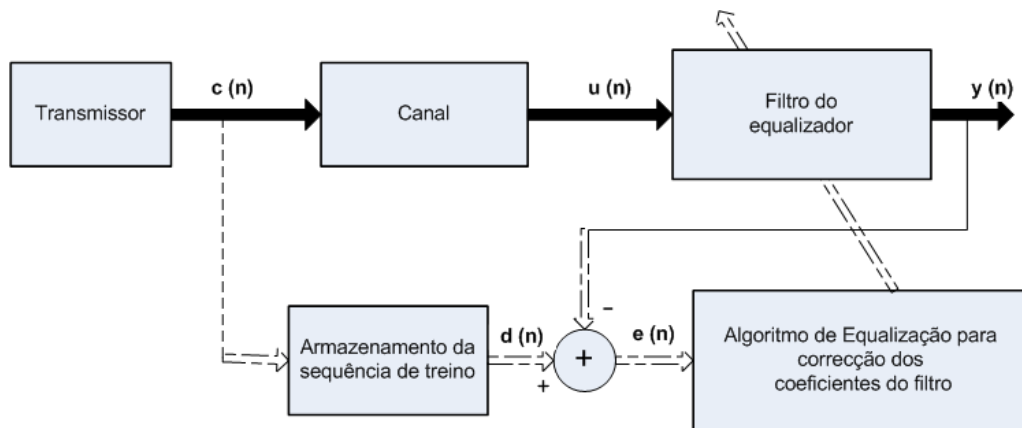 c (n)
u (n)
y (n)
Transmissor
Canal
Filtro do
equalizador
Armazenamento da
sequência de treino
d (n)
+
+
−
e (n)
Algoritmo de Equalização para
correcção dos
coeficientes do filtro